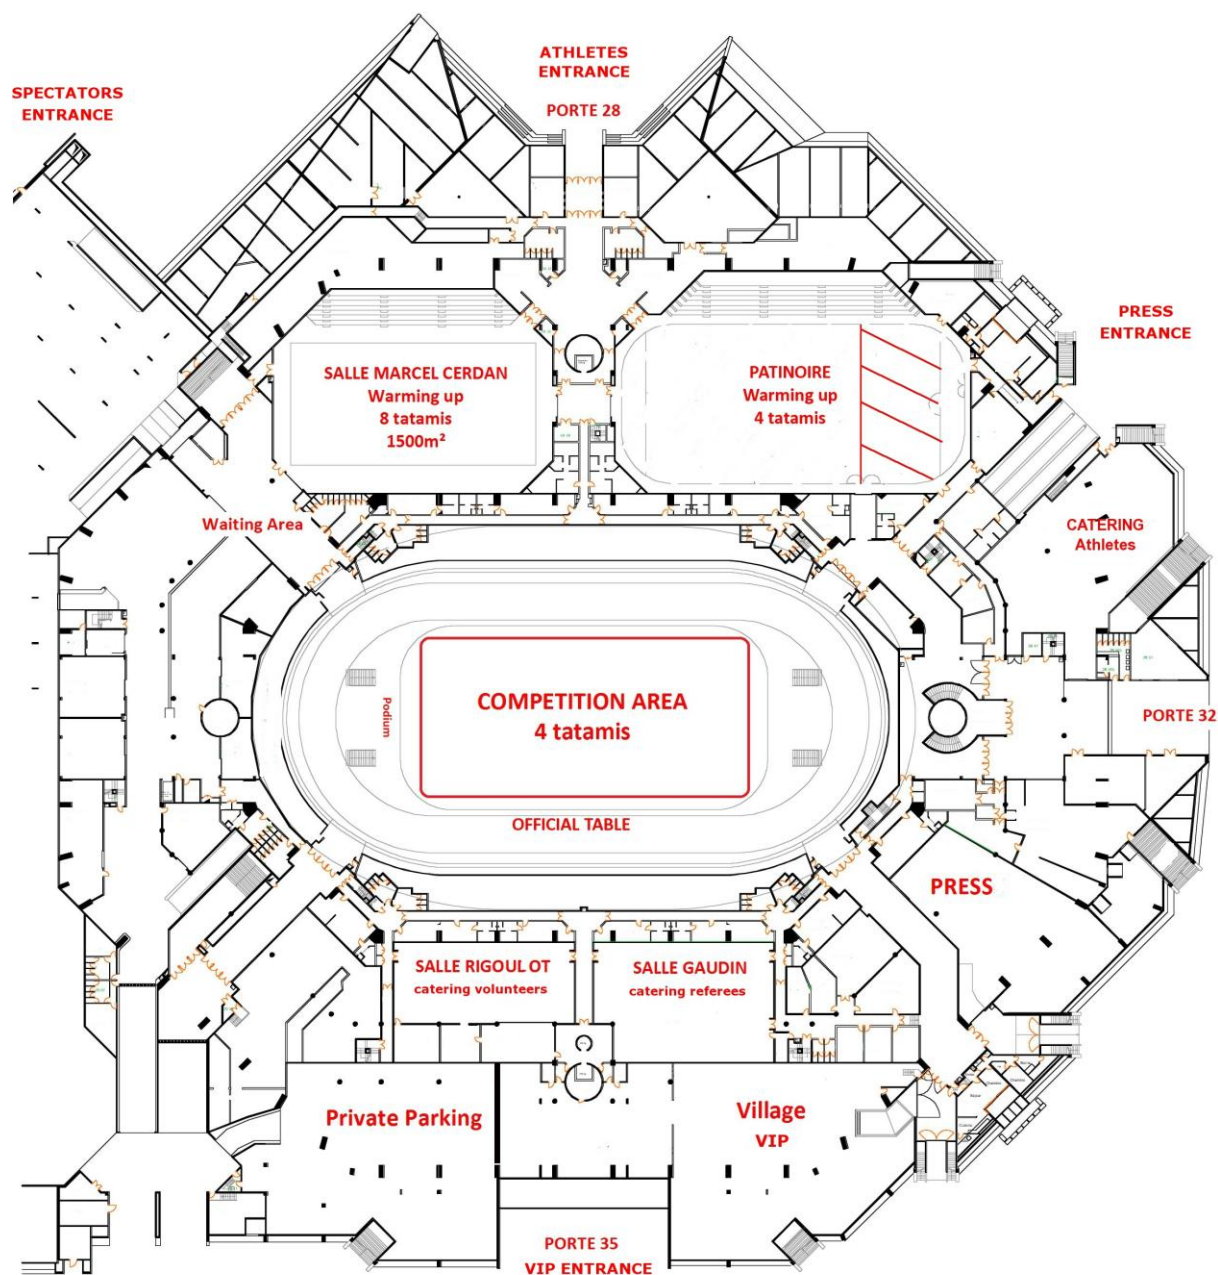 ATHLETES
ENTRANCE
PORTE 28
SPECTATORS
ENTRANCE
PRESS
ENTRANCE
SALLE MARCEL CERDAN
Warming up
8 tatamis
1500m²
PATINOIRE
Warming up
4 tatamis
Waiting Area
CATERING
Athletes
COMPETITION AREA
4 tatamis
Podium
PORTE 32
OFFICIAL TABLE
PRESS
SALLE RIGOUL OT
catering volunteers
SALLE GAUDIN
catering referees
Private Parking
Village
VIP
PORTE 35
VIP ENTRANCE